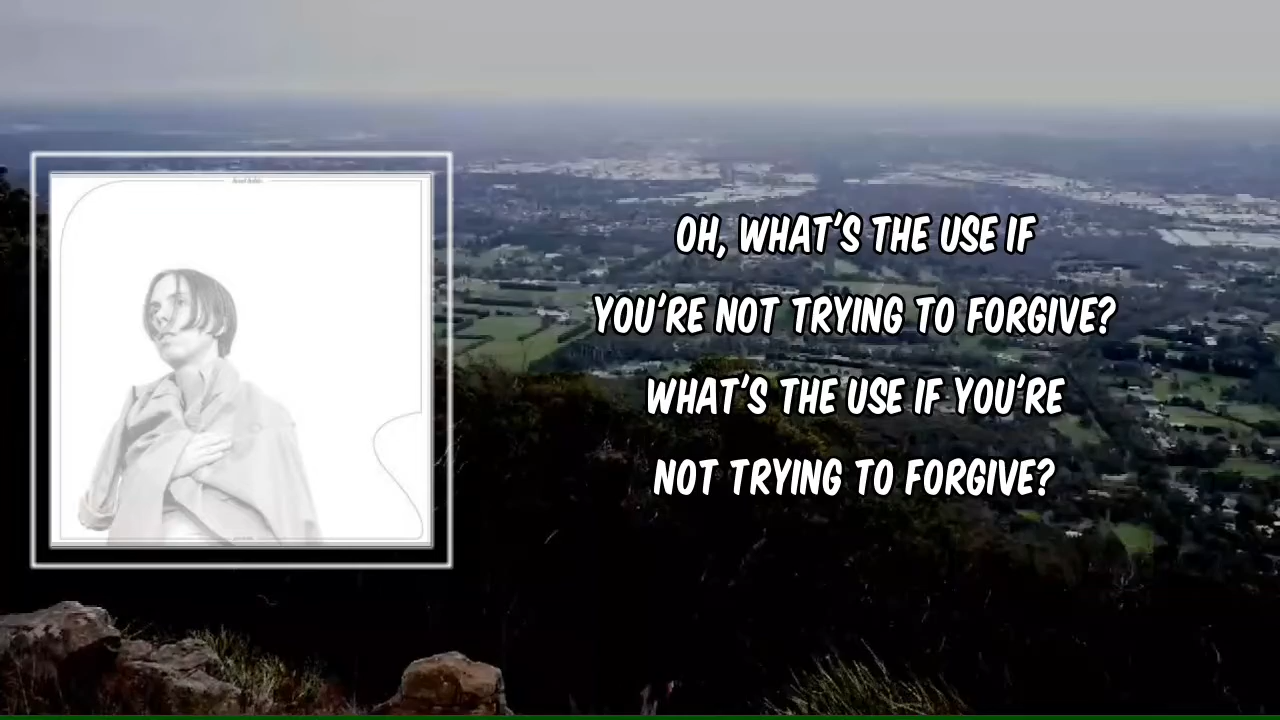 OH, WHAT'S THE USE IF
YOU'RE NOT TRYING TO FORGIVE?
WHAT'S THE USE IF YOU'RE
NOT TRYING TO FORGIVE?